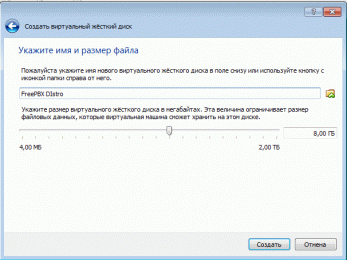 Создать виртуальный жёсткий диск
Укажите имя и размер файла
Пожалуйста укажите имя нового виртуального жёсткого диска в поле снизу или используйте кнопку с
иконкой папки справа от него.
FreePBX DIstro
Укажите размер виртуального жёсткого диска в мегабайтах. Эта величина ограничивает размер
файловых данных, которые виртуальная машина сможет хранить на этом диске.
8,00 ГБ
4,00 МБ
2,00 ТБ
Создать
Отмена